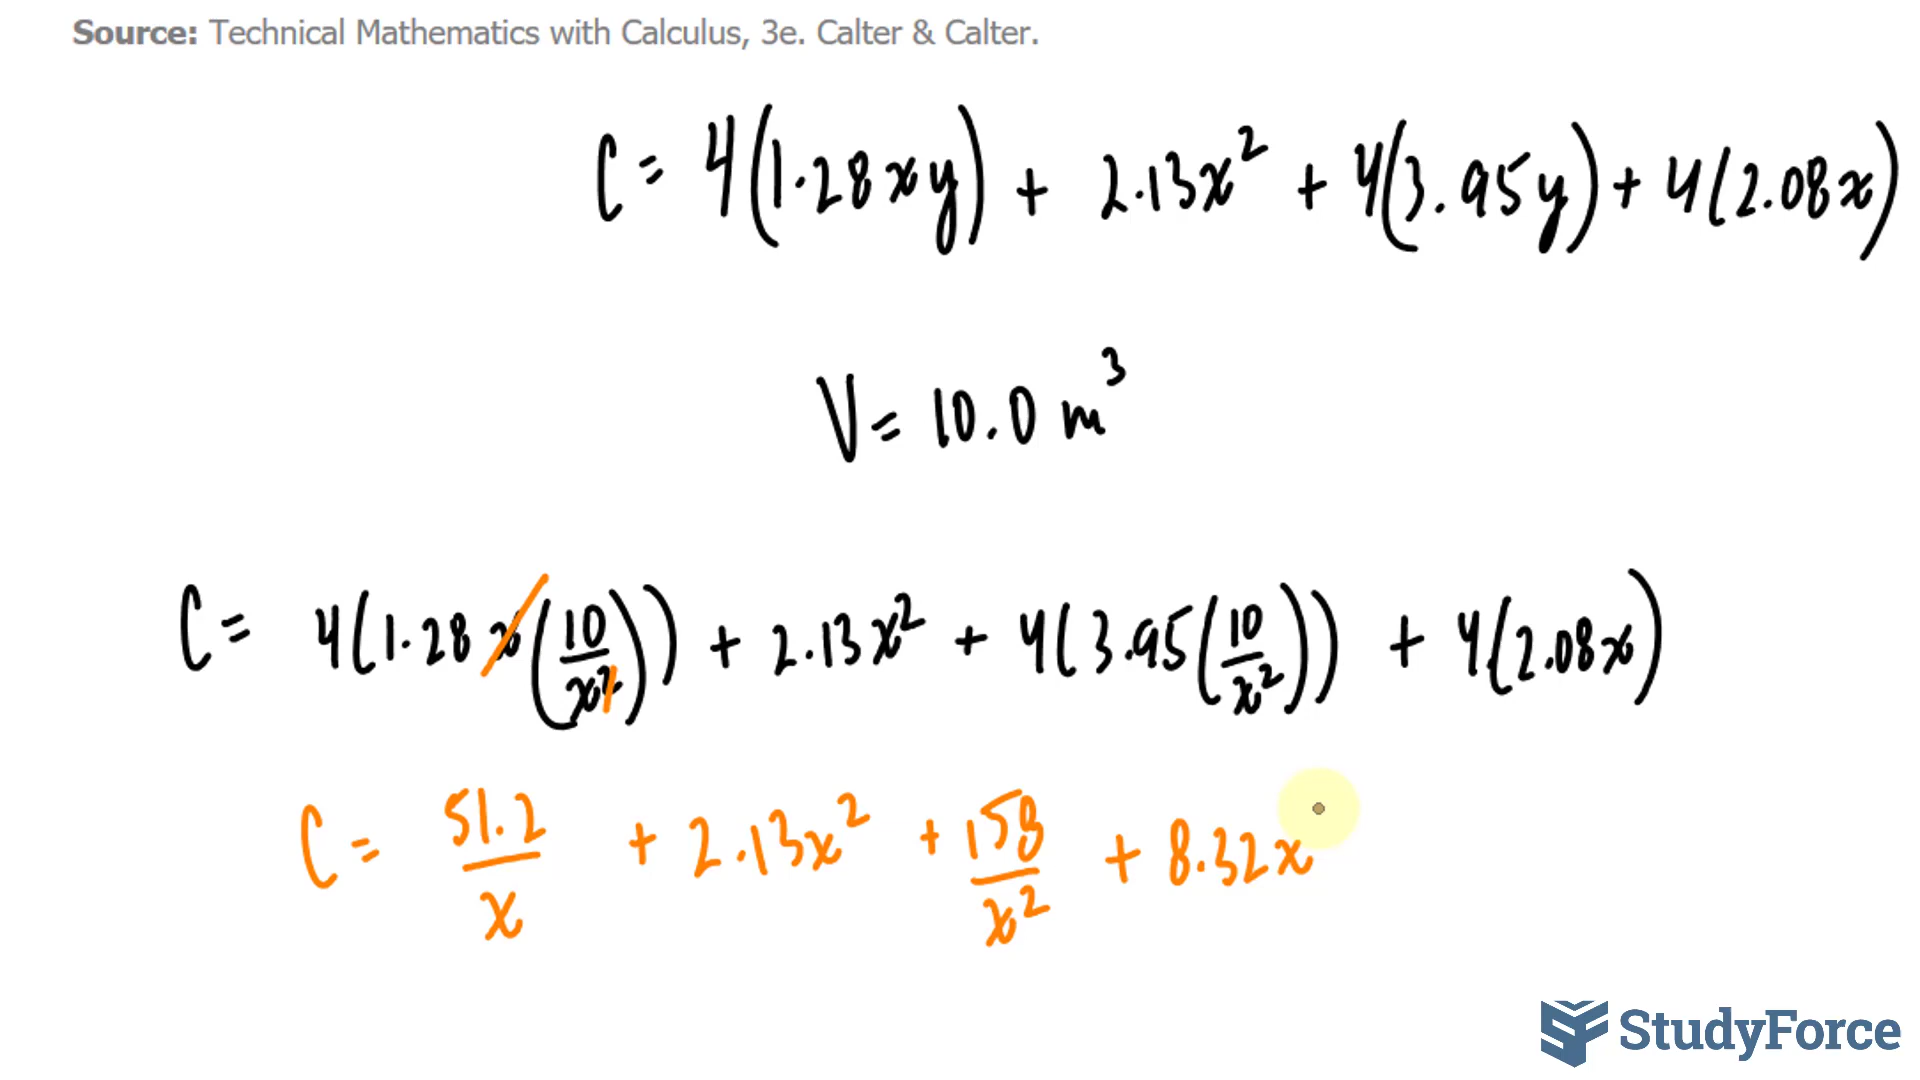 Source: Technical Mathematics with Calculus, 3e. Calter & Calter.
C = 4(1.28xy) + 2.13x² + 4(3.95y) + 4(2.08x)
V = 10.0 m³
C = 4(1.28x(10/x²)) + 2.13x² + 4(3.95(10/x²)) + 4(2.08x)
C = 51.2/x + 2.13x² + 158/x² + 8.32x
StudyForce